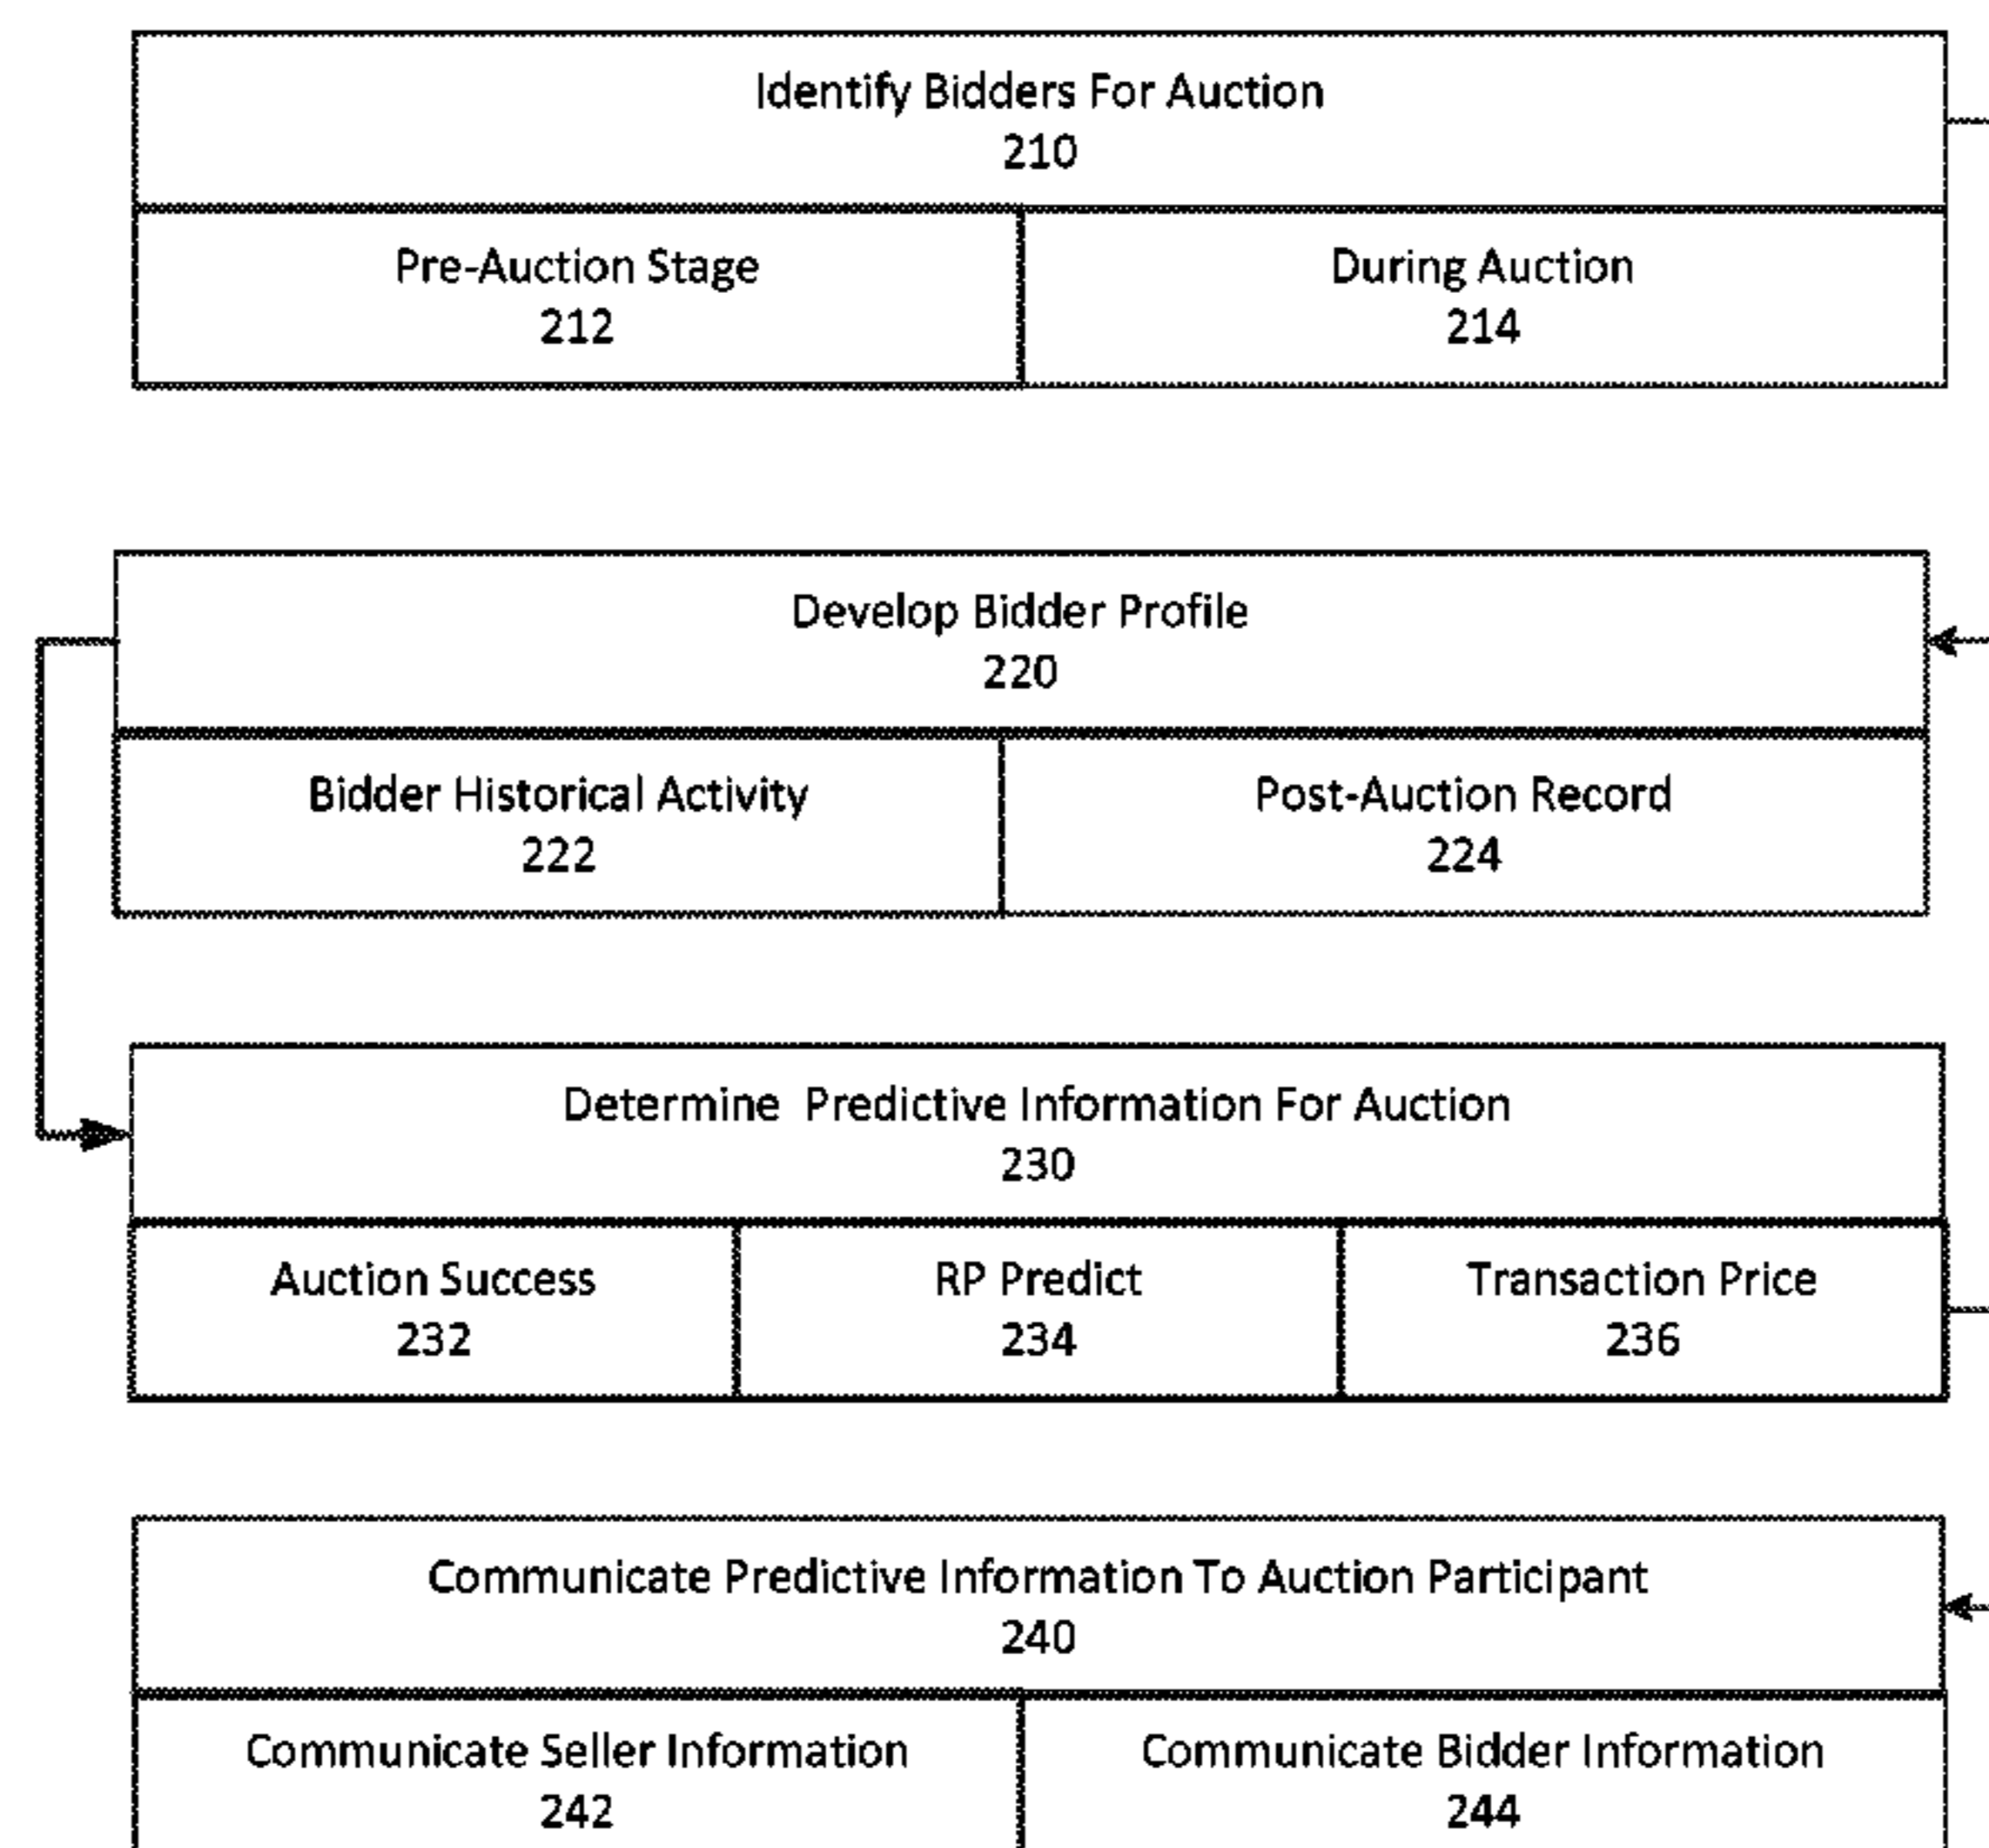 Identify Bidders For Auction
210
Pre-Auction Stage
212
During Auction
214
Develop Bidder Profile
220
Bidder Historical Activity
222
Post-Auction Record
224
Determine Predictive Information For Auction
230
Auction Success
232
RP Predict
234
Transaction Price
236
Communicate Predictive Information To Auction Participant
240
Communicate Seller Information
242
Communicate Bidder Information
244